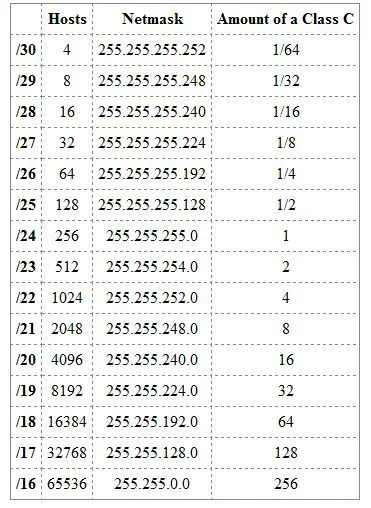 Hosts Netmask Amount of a Class C
/30 4 255.255.255.252 1/64
/29 8 255.255.255.248 1/32
/28 16 255.255.255.240 1/16
/27 32 255.255.255.224 1/8
/26 64 255.255.255.192 1/4
/25 128 255.255.255.128 1/2
/24 256 255.255.255.0 1
/23 512 255.255.254.0 2
/22 1024 255.255.252.0 4
/21 2048 255.255.248.0 8
/20 4096 255.255.240.0 16
/19 8192 255.255.224.0 32
/18 16384 255.255.192.0 64
/17 32768 255.255.128.0 128
/16 65536 255.255.0.0 256